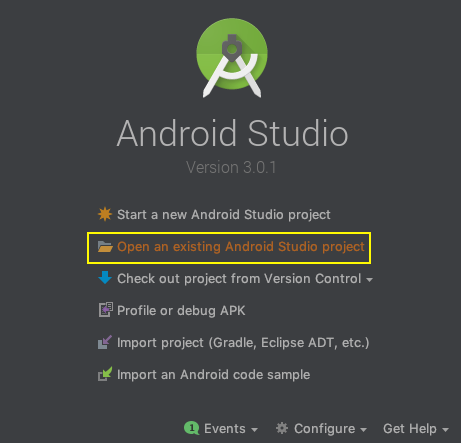 Android Studio
Version 3.0.1
Start a new Android Studio project
Open an existing Android Studio project
Check out project from Version Control
Profile or debug APK
Import project (Gradle, Eclipse ADT, etc.)
Import an Android code sample
1 Events Configure Get Help